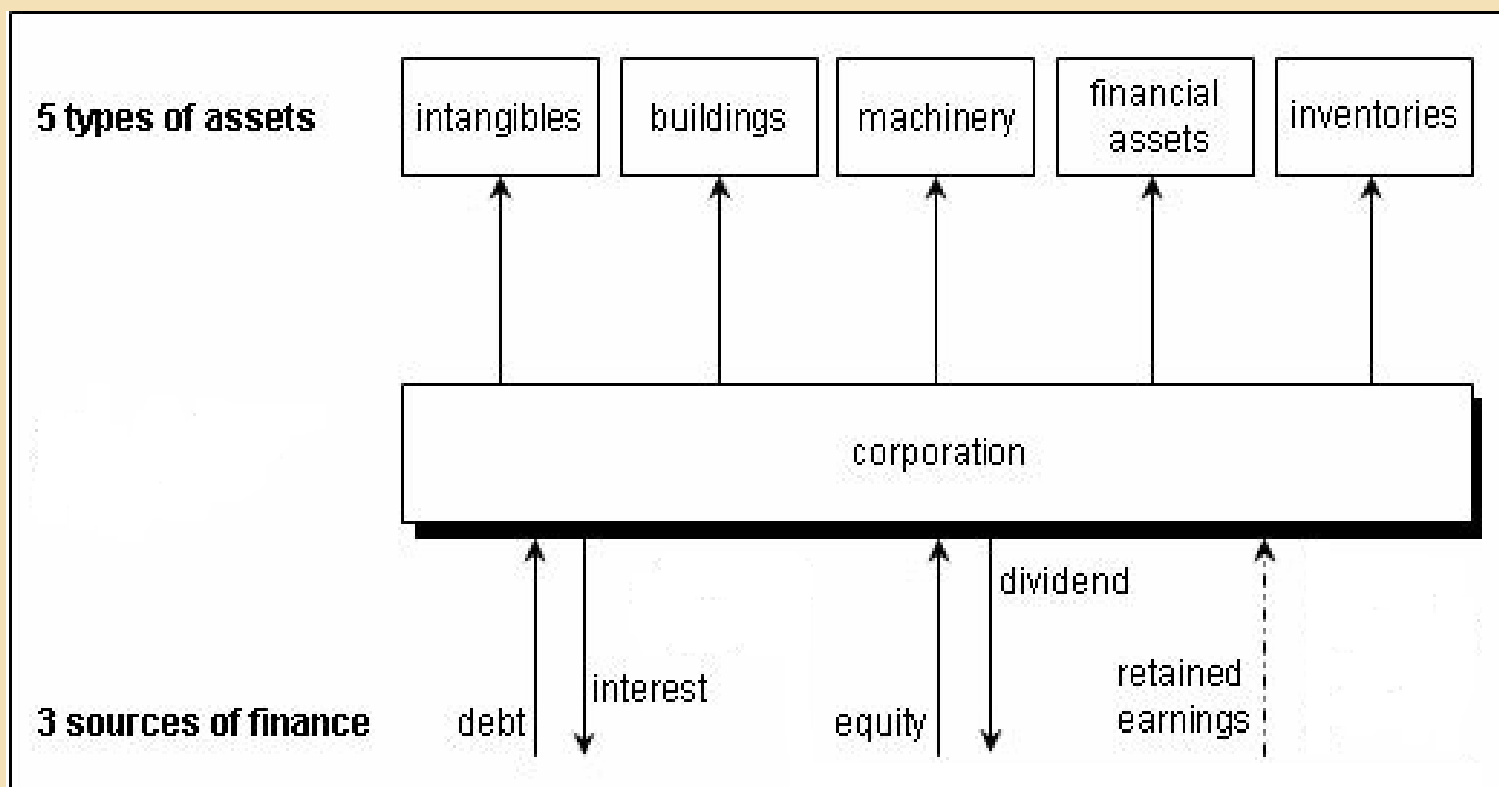 5 types of assets
intangibles
buildings
machinery
financial
assets
inventories
corporation
dividend
interest
retained
earnings
3 sources of finance
debt
equity